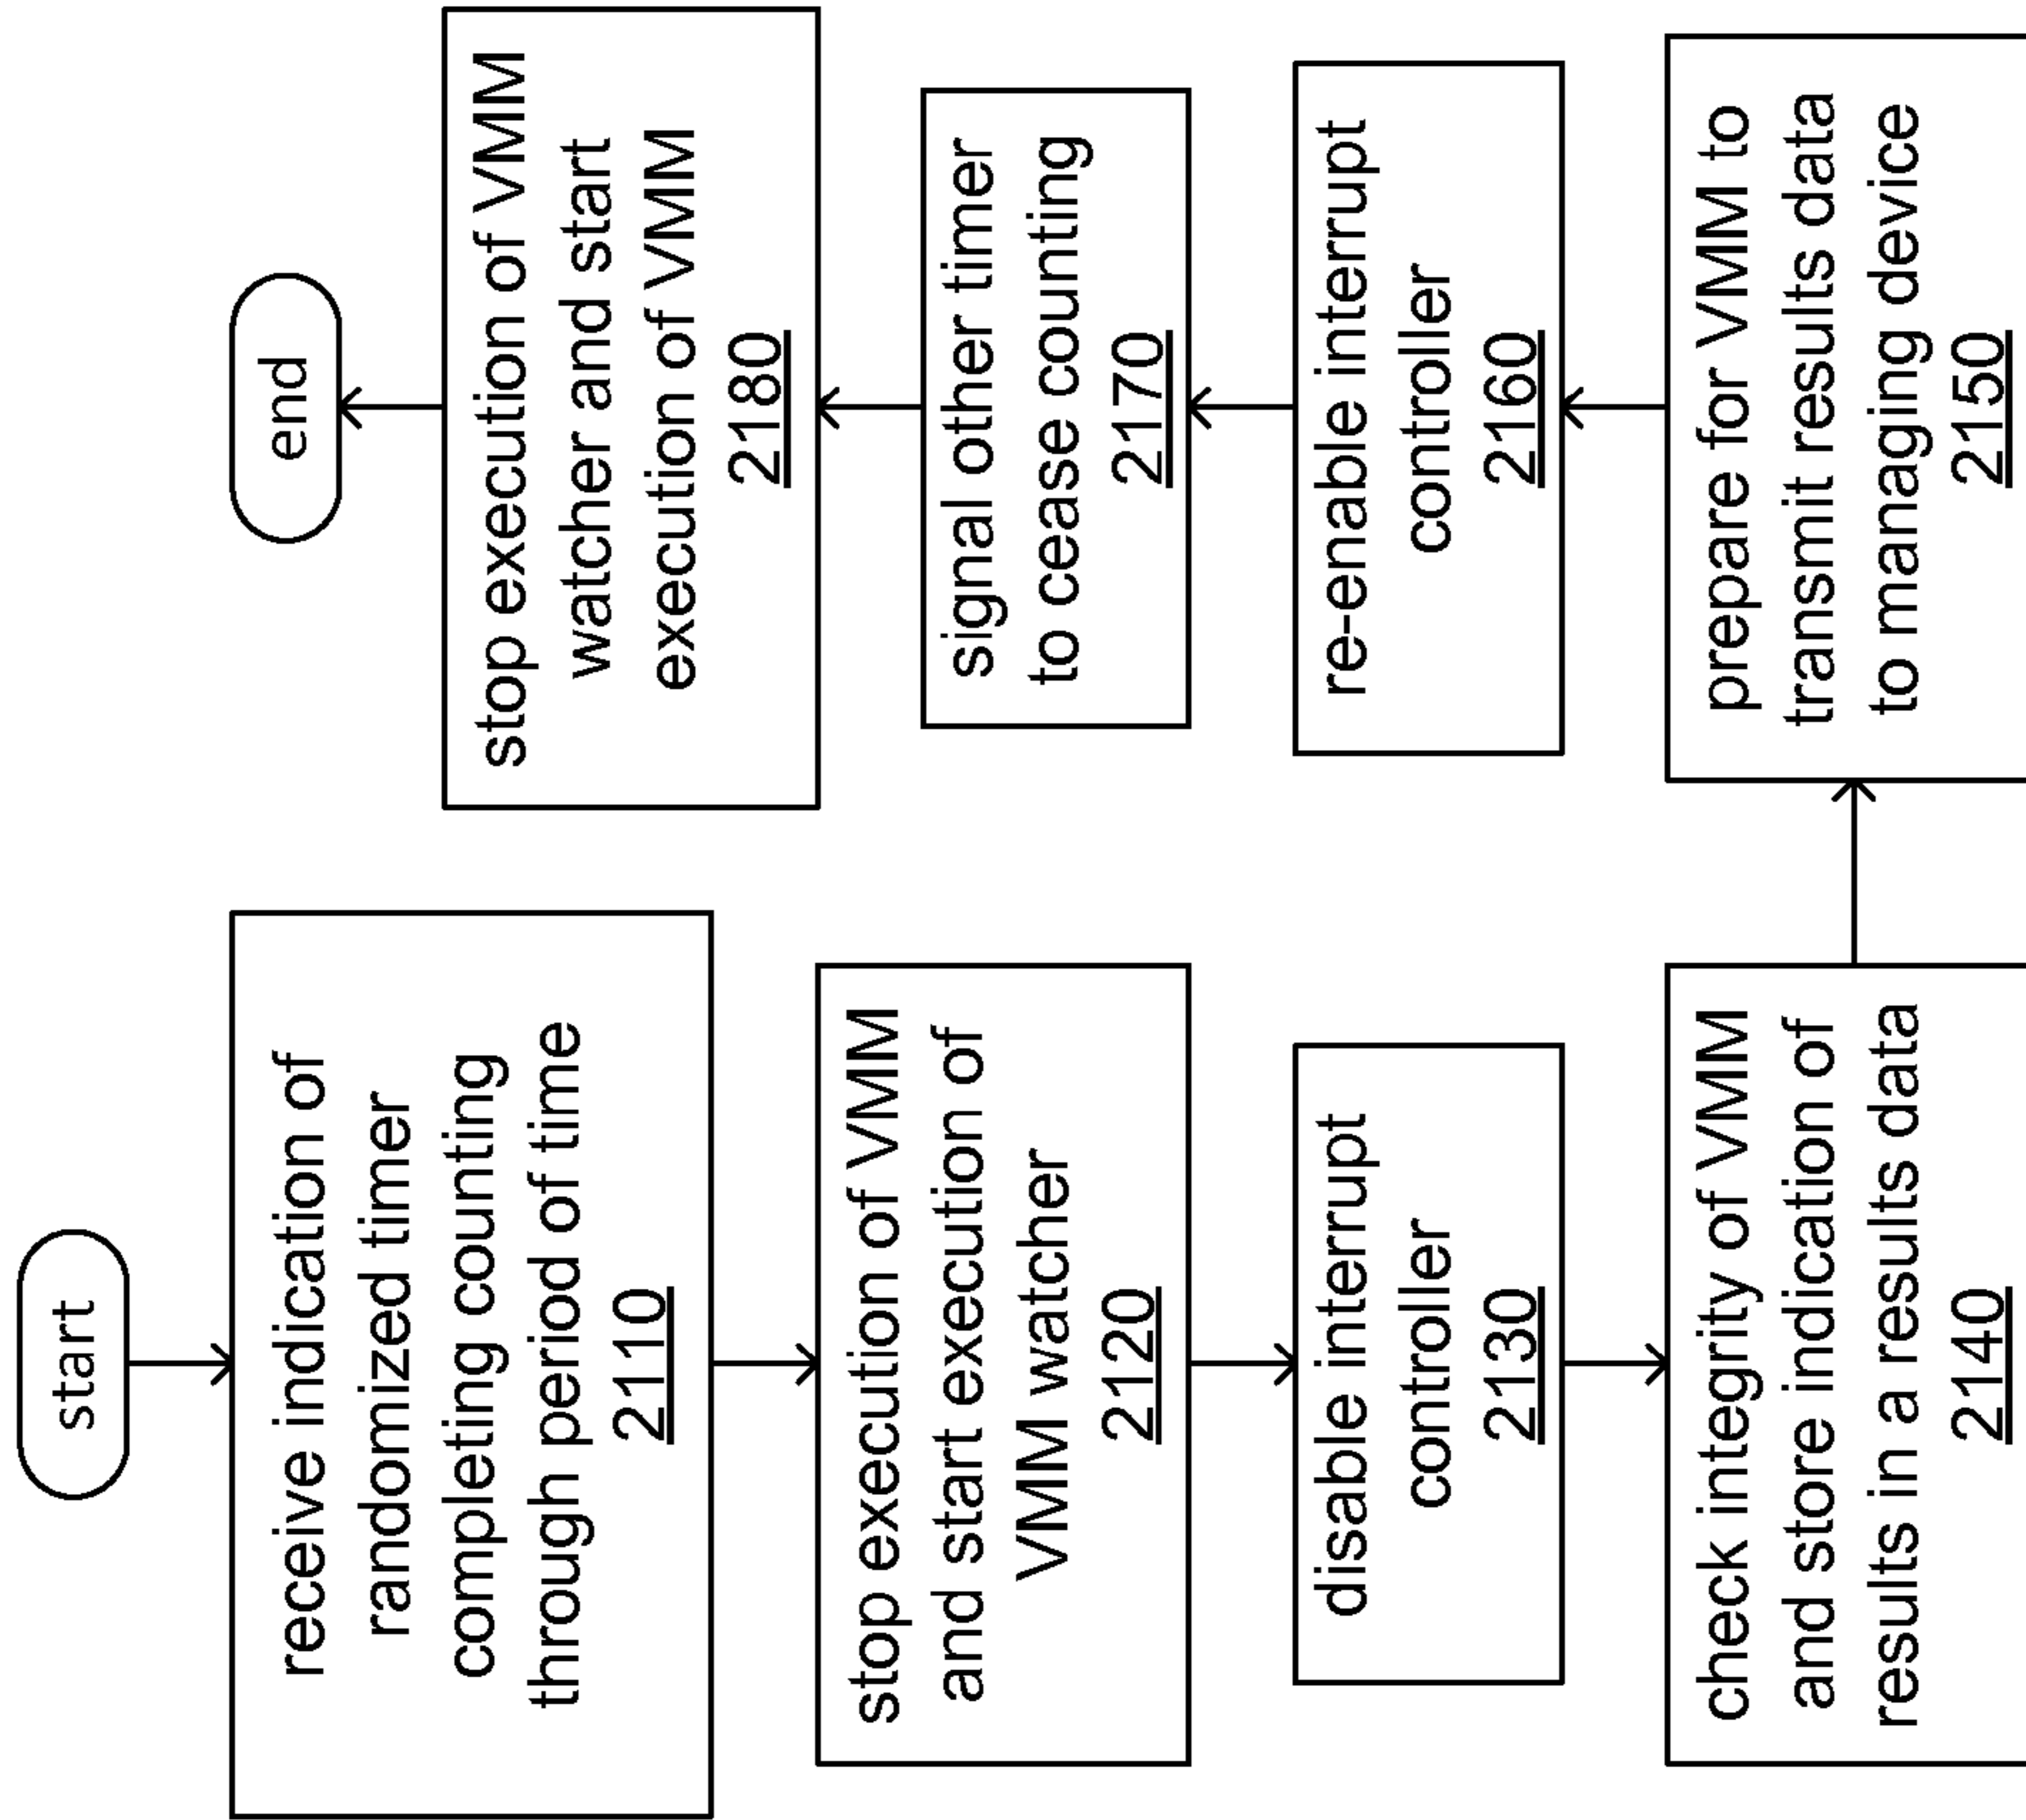 start
receive indication of
randomized timer
completing counting
through period of time
2110
stop execution of VMM
and start execution of
VMM watcher
2120
disable interrupt
controller
2130
check integrity of VMM
and store indication of
results in a results data
2140
prepare for VMM to
transmit results data
to managing device
2150
re-enable interrupt
controller
2160
signal other timer
to cease counting
2170
stop execution of VMM
watcher and start
execution of VMM
2180
end